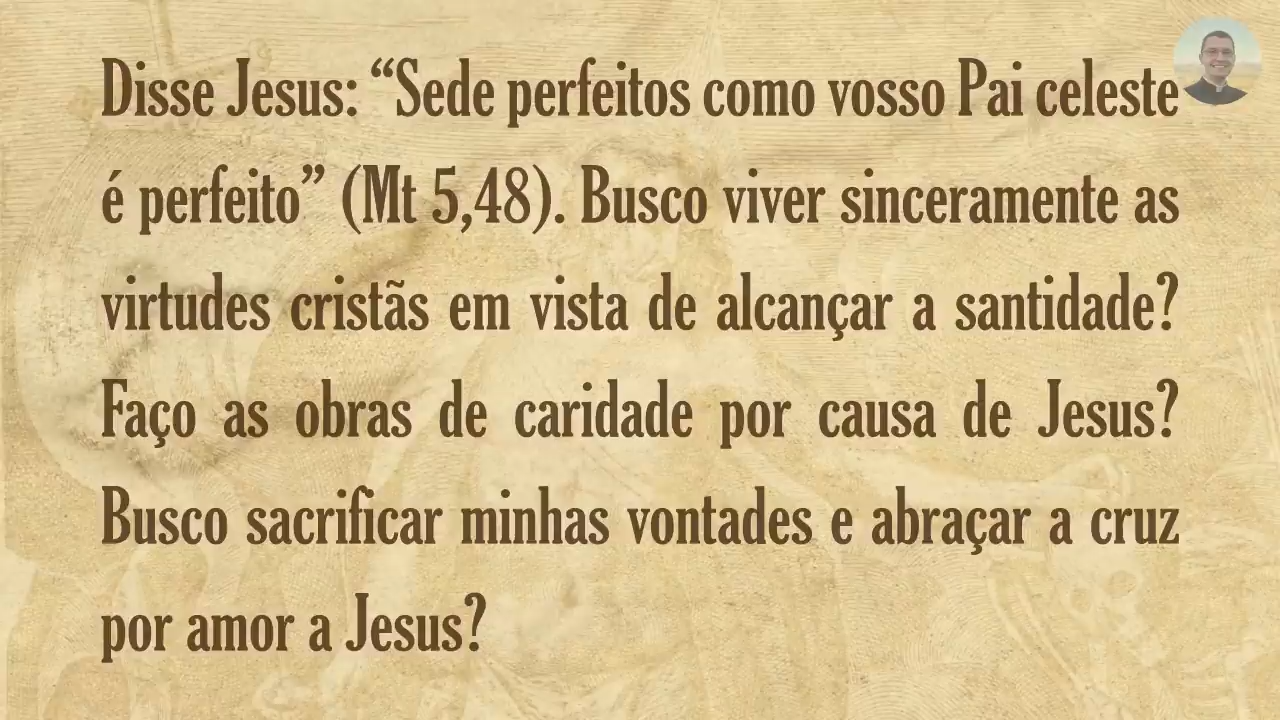 Disse Jesus: “Sede perfeitos como vosso Pai celeste
é perfeito” (Mt 5,48). Busco viver sinceramente as
virtudes cristãs em vista de alcançar a santidade?
Faço as obras de caridade por causa de Jesus?
Busco sacrificar minhas vontades e abraçar a cruz
por amor a Jesus?